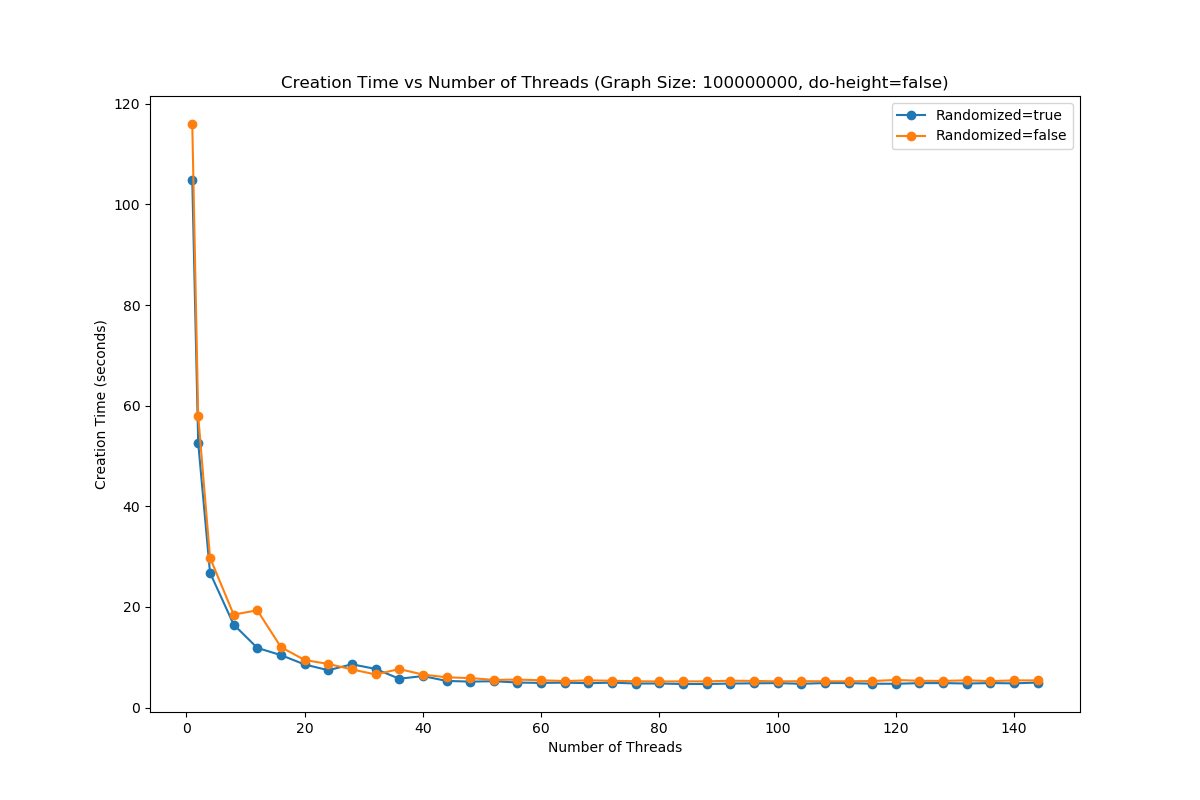 Creation Time vs Number of Threads (Graph Size: 100000000, do-height=false)
Randomized=true
Randomized=false
Creation Time (seconds)
120
100
80
60
40
20
0
0 20 40 60 80 100 120 140
Number of Threads